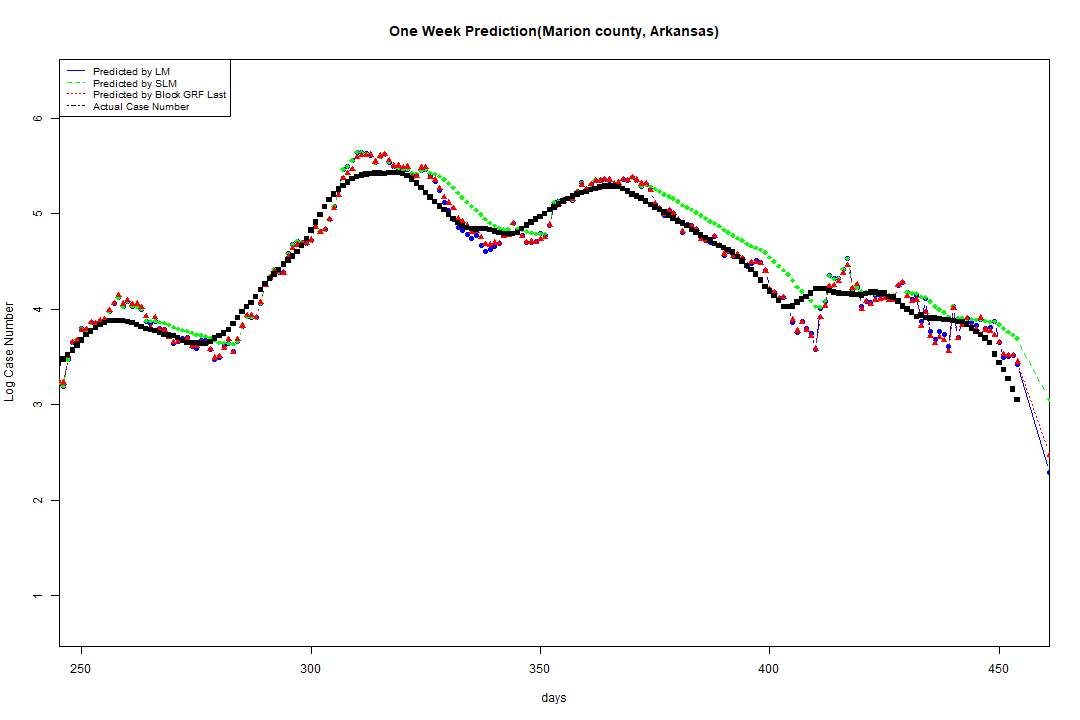 One Week Prediction(Marion county, Arkansas)
Predicted by LM
Predicted by SLM
Predicted by Block GRF Last
Actual Case Number
Log Case Number
6
5
4
3
2
1
250 300 350 400 450
days